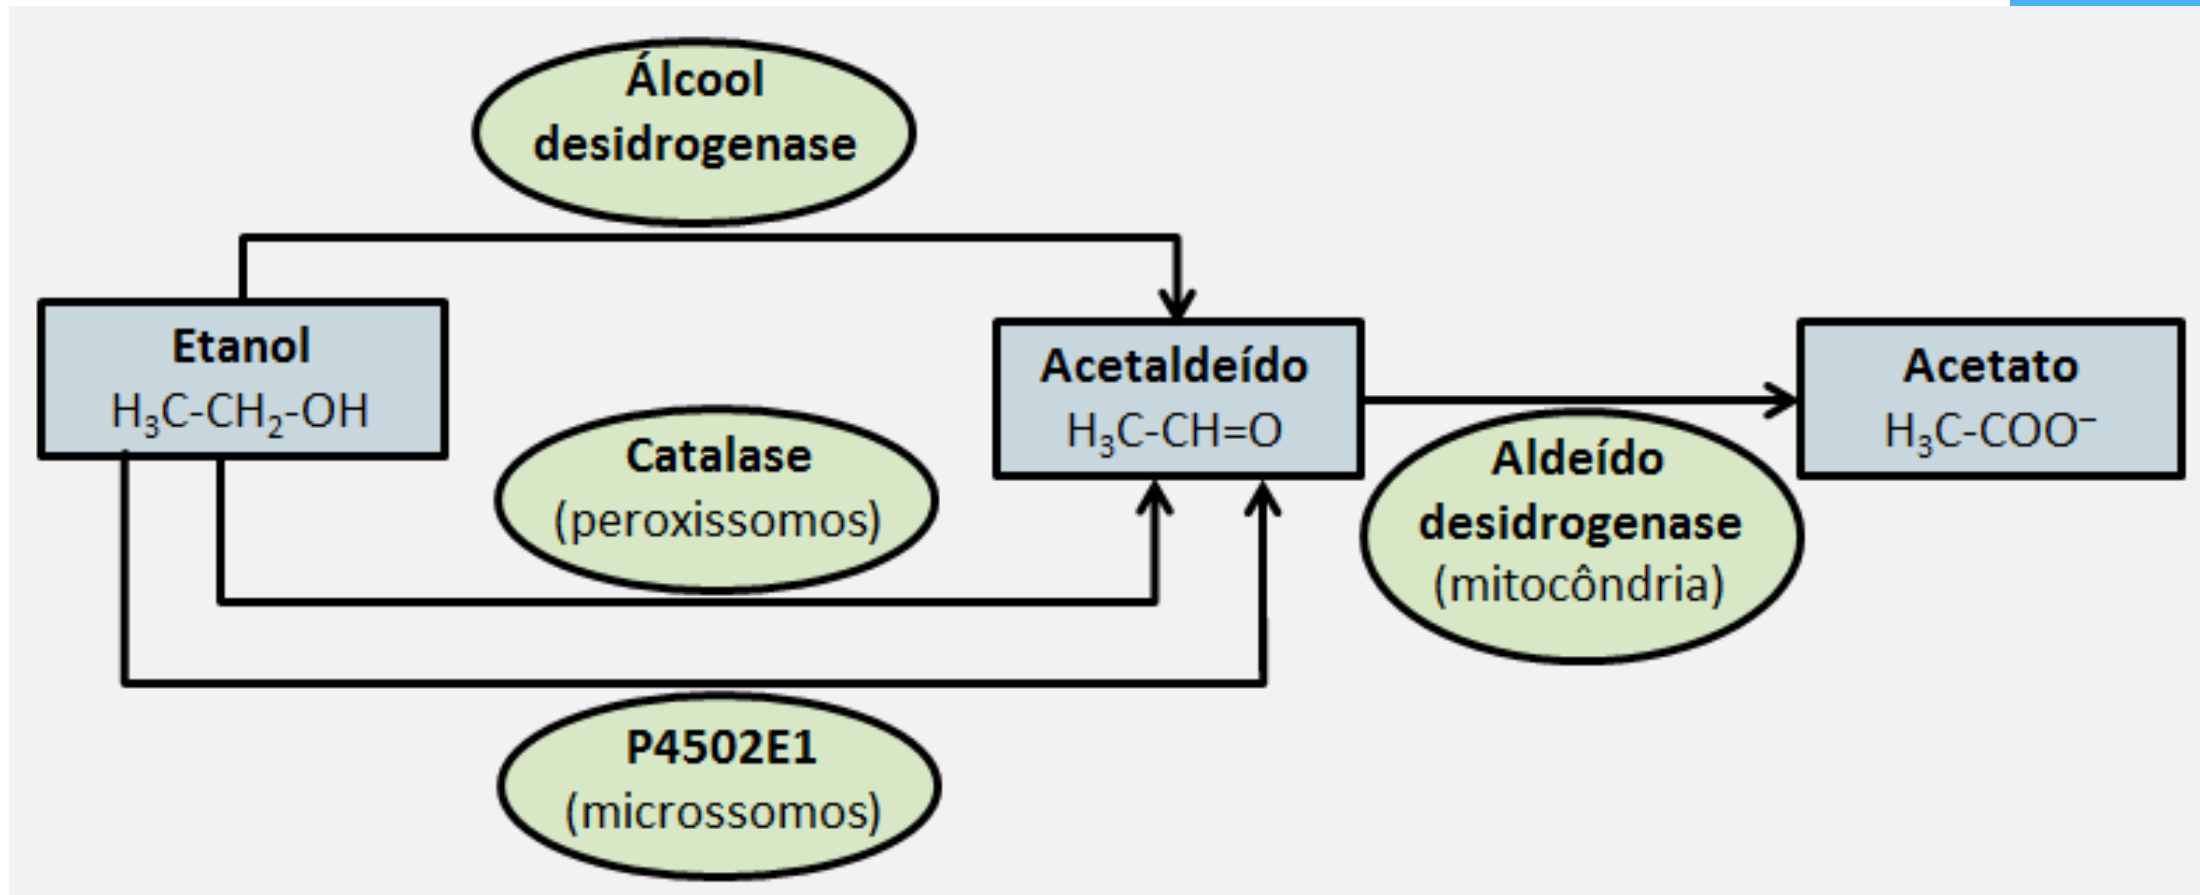 Álcool
desidrogenase
Etanol
H₃C-CH₂-OH
Acetaldeído
H₃C-CH=O
Acetato
H₃C-COO⁻
Catalase
(peroxissomos)
Aldeído
desidrogenase
(mitocôndria)
P4502E1
(microssomos)